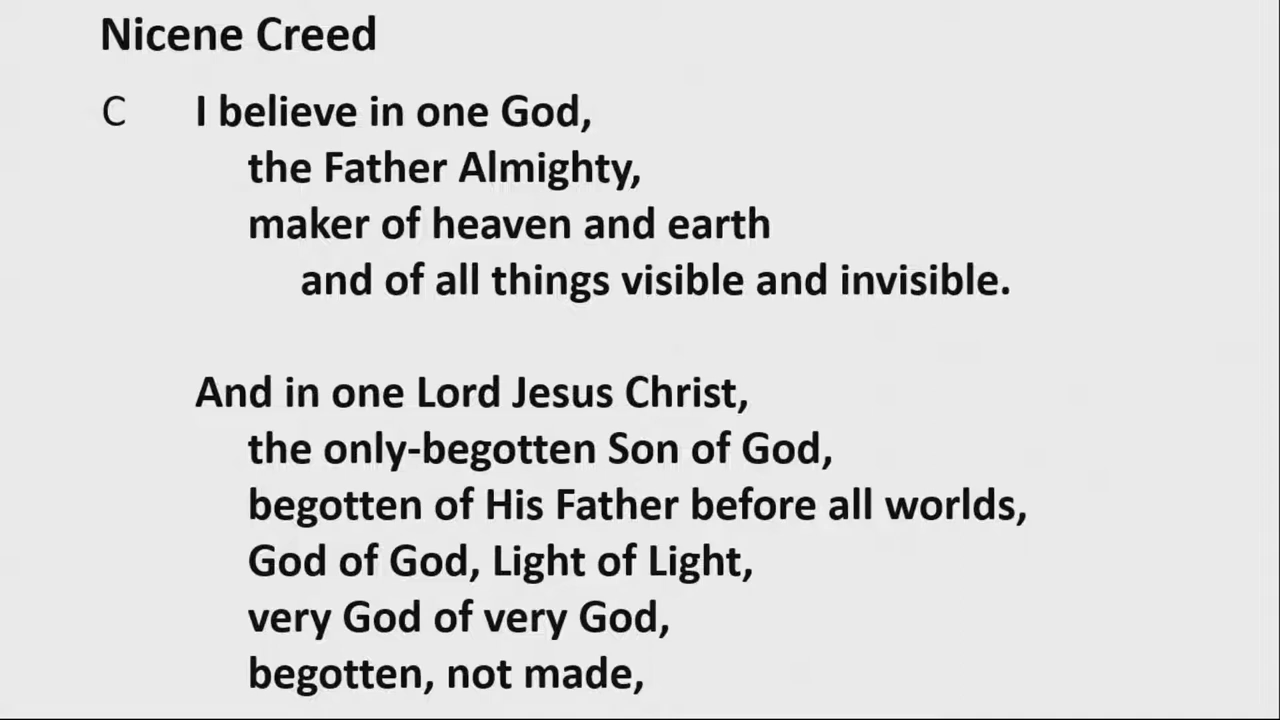 Nicene Creed
C I believe in one God,
the Father Almighty,
maker of heaven and earth
and of all things visible and invisible.
And in one Lord Jesus Christ,
the only-begotten Son of God,
begotten of His Father before all worlds,
God of God, Light of Light,
very God of very God,
begotten, not made,